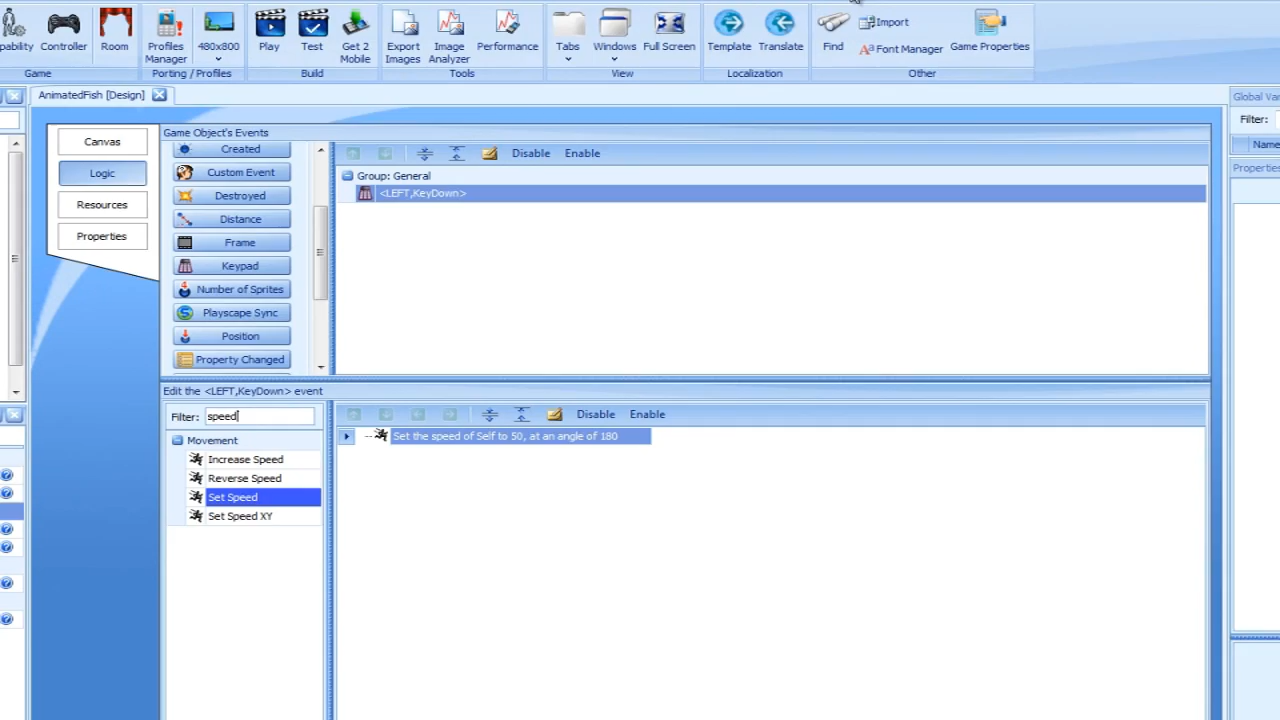 pability
Controller
Room
Profiles Manager
480x800
Play
Test
Get 2 Mobile
Export Images
Image Analyzer
Performance
Tabs
Windows
Full Screen
Template
Translate
Find
Import
Font Manager
Game Properties
Game
Porting / Profiles
Build
Tools
View
Localization
Other
AnimatedFish [Design]
Canvas
Logic
Resources
Properties
Game Object's Events
Created
Custom Event
Destroyed
Distance
Frame
Keypad
Number of Sprites
Playscape Sync
Position
Property Changed
Disable
Enable
Group: General
<LEFT,KeyDown>
Edit the <LEFT,KeyDown> event
Filter: speed
Movement
Increase Speed
Reverse Speed
Set Speed
Set Speed XY
Disable
Enable
Set the speed of Self to 50, at an angle of 180
Global Var
Filter:
Name
Properties